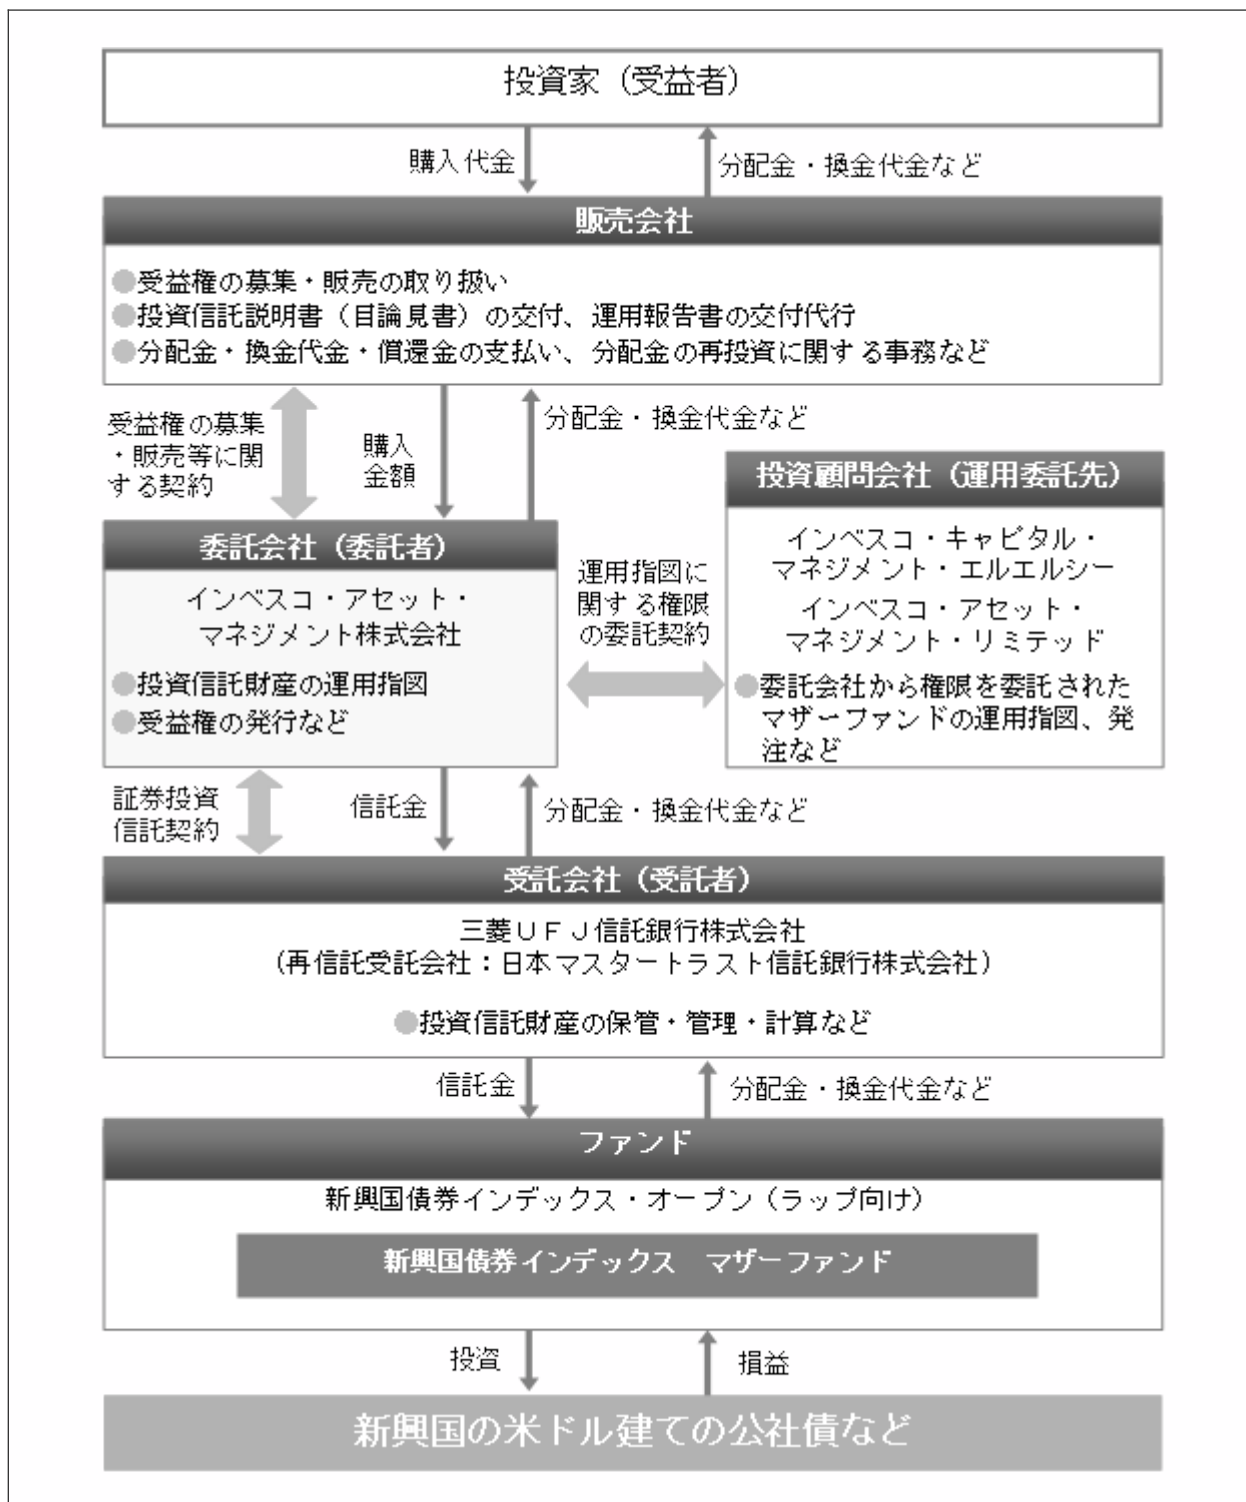 投資家（受益者）
購入代金
分配金・換金代金など
販売会社
●受益権の募集・販売の取り扱い
●投資信託説明書（目論見書）の交付、運用報告書の交付代行
●分配金・換金代金・償還金の支払い、分配金の再投資に関する事務など
受益権の募集
・販売等に関
する契約
購入
金額
分配金・換金代金など
投資顧問会社（運用委託先）
インベスコ・キャピタル・
マネジメント・エルエルシー
インベスコ・アセット・
マネジメント・リミテッド
●委託会社から権限を委託された
マザーファンドの運用指図、発
注など
委託会社（委託者）
インベスコ・アセット・
マネジメント株式会社
●投資信託財産の運用指図
●受益権の発行など
運用指図に
関する権限
の委託契約
証券投資
信託契約
信託金
分配金・換金代金など
受託会社（受託者）
三菱ＵＦＪ信託銀行株式会社
（再信託受託会社：日本マスタートラスト信託銀行株式会社）
●投資信託財産の保管・管理・計算など
信託金
分配金・換金代金など
ファンド
新興国債券インデックス・オープン（ラップ向け）
新興国債券インデックス　マザーファンド
投資
損益
新興国の米ドル建ての公社債など